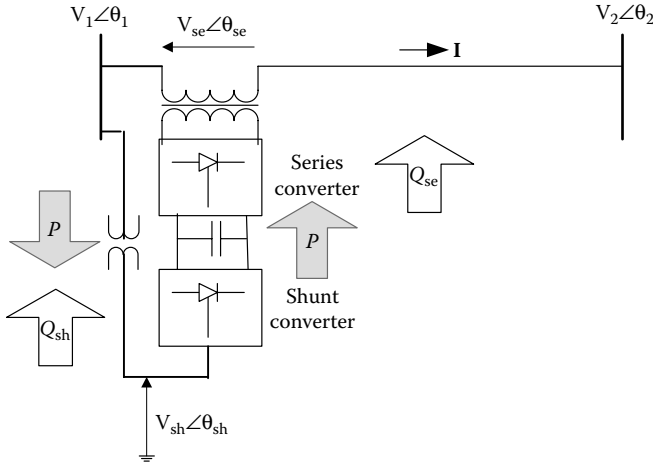 V₁∠θ₁
V₂∠θ₂
Vse∠θse
I
Series
converter
Qse
P
P
Shunt
converter
Qsh
Vsh∠θsh